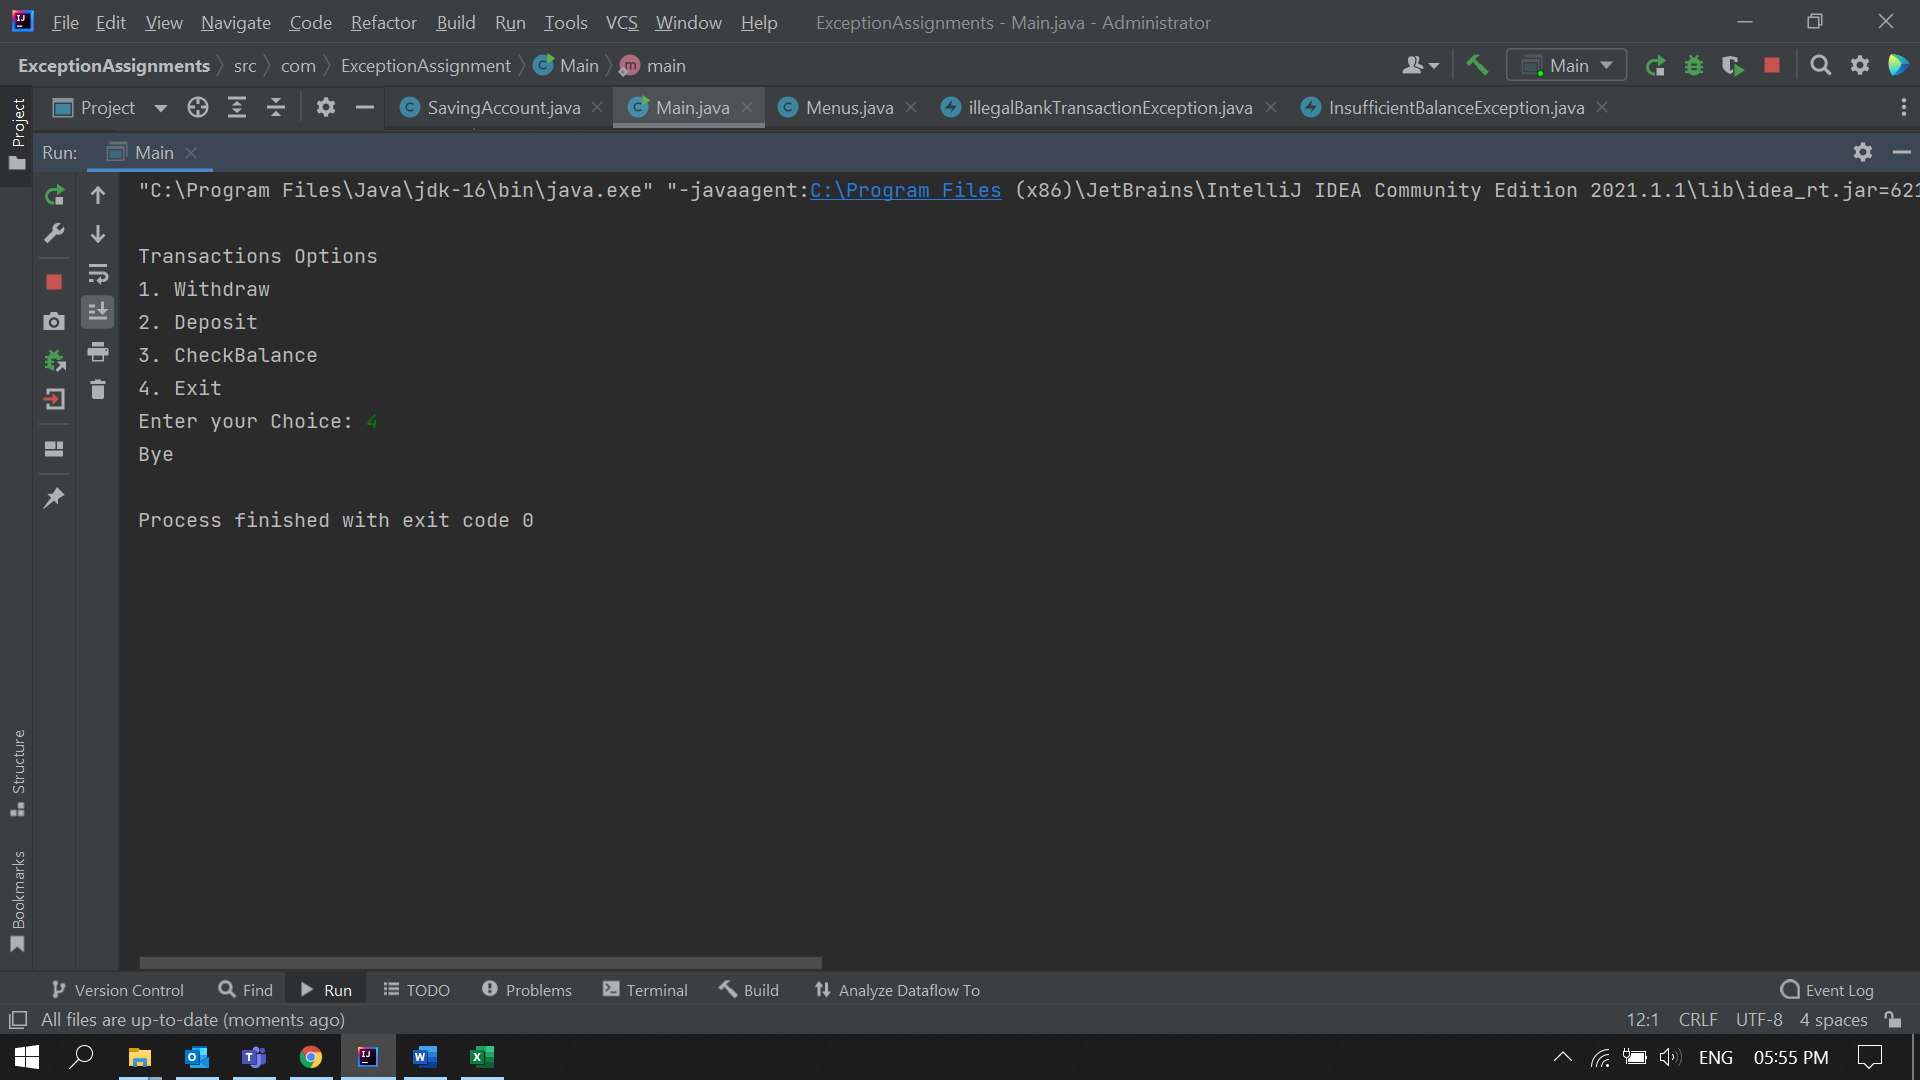 File Edit View Navigate Code Refactor Build Run Tools VCS Window Help ExceptionAssignments - Main.java - Administrator
ExceptionAssignments src com ExceptionAssignment Main main Main
Project SavingAccount.java Main.java Menus.java illegalBankTransactionException.java InsufficientBalanceException.java
Project
Run: Main
"C:\Program Files\Java\jdk-16\bin\java.exe" "-javaagent:C:\Program Files (x86)\JetBrains\IntelliJ IDEA Community Edition 2021.1.1\lib\idea_rt.jar=621
Transactions Options
1. Withdraw
2. Deposit
3. CheckBalance
4. Exit
Enter your Choice: 4
Bye
Process finished with exit code 0
Structure
Bookmarks
Version Control Find Run TODO Problems Terminal Build Analyze Dataflow To Event Log
All files are up-to-date (moments ago) 12:1 CRLF UTF-8 4 spaces
ENG 05:55 PM